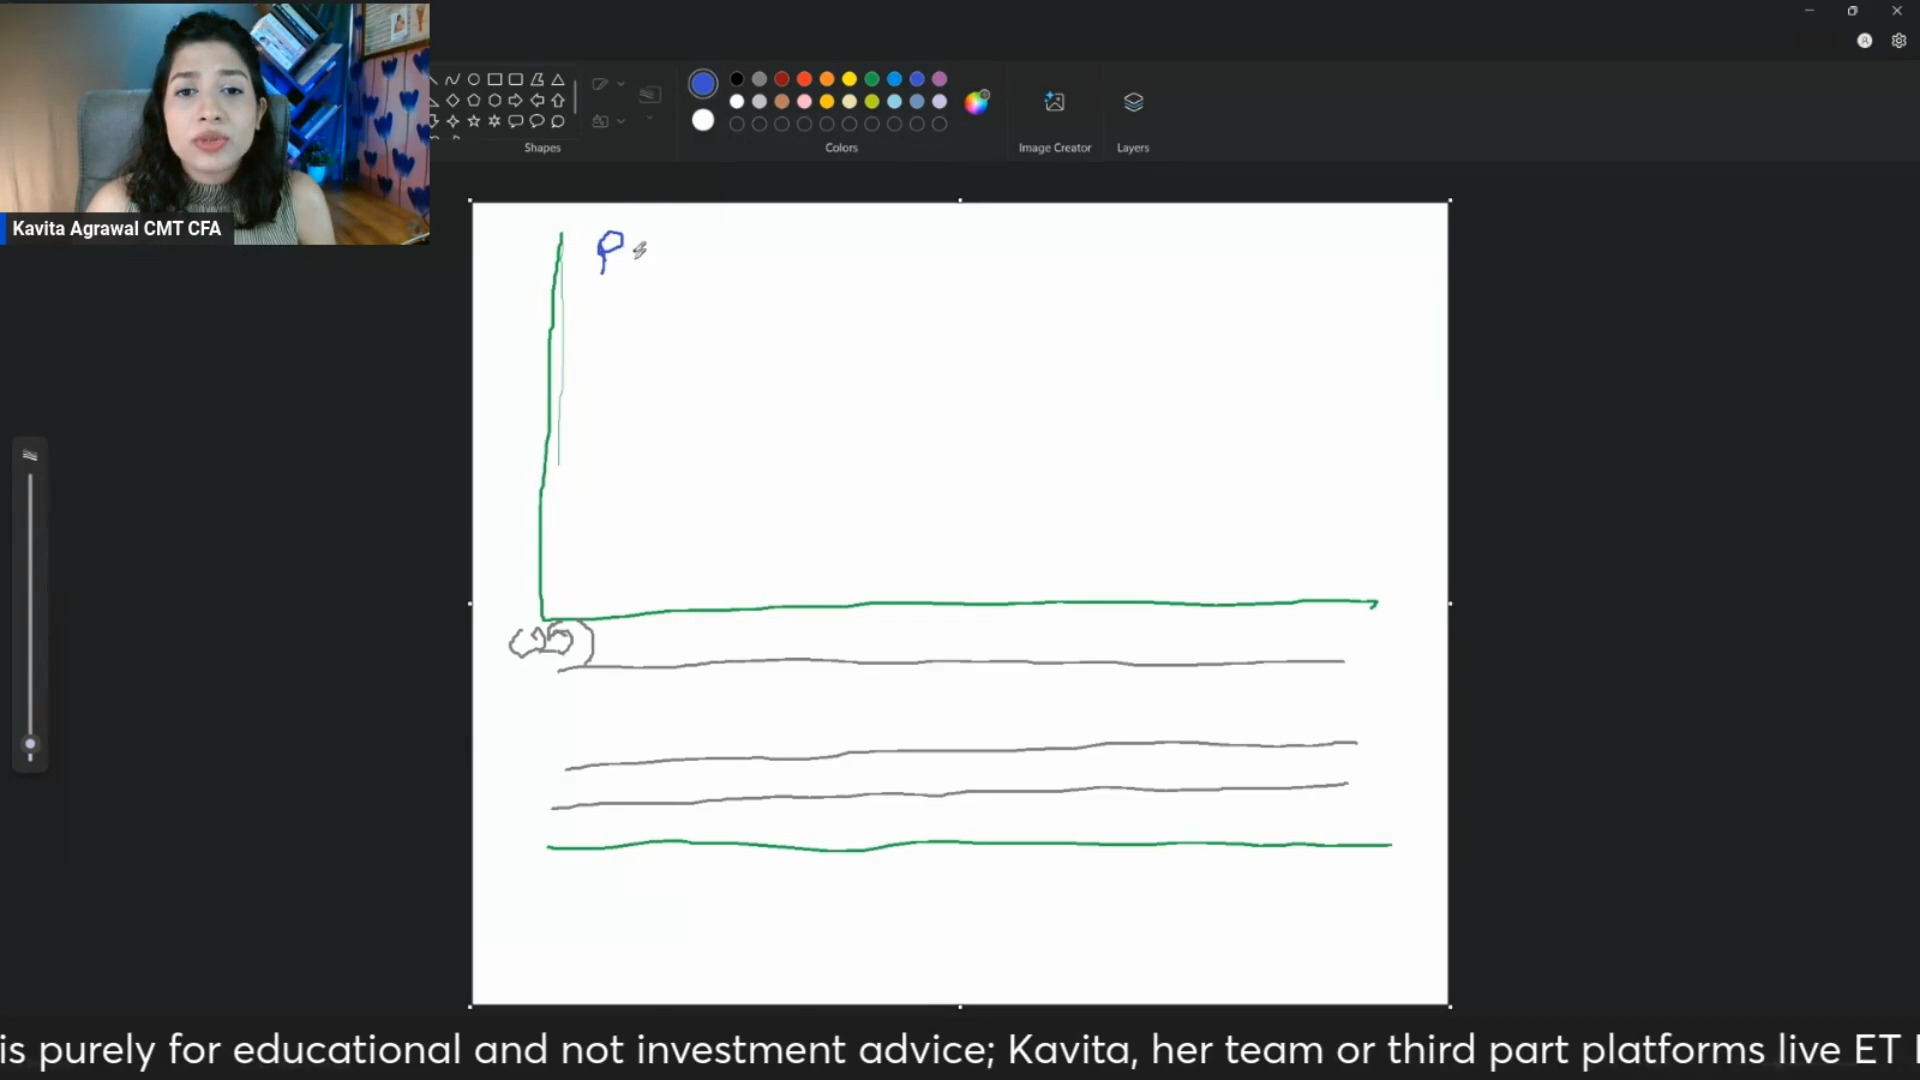 Kavita Agrawal CMT CFA
Shapes
Colors
Image Creator
Layers
P
is purely for educational and not investment advice; Kavita, her team or third part platforms live ET